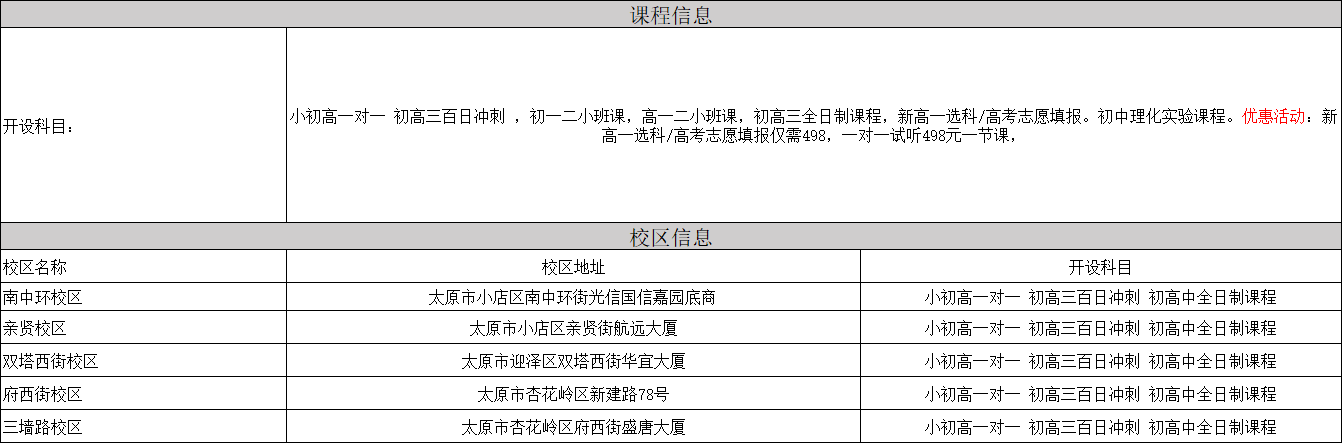 课程信息
开设科目:
小初高一对一 初高三百日冲刺 ，初一二小班课，高一二小班课，初高三全日制课程，新高一选科/高考志愿填报。初中理化实验课程。优惠活动：新
高一选科/高考志愿填报仅需498，一对一试听498元一节课，
校区信息
校区名称 校区地址 开设科目
南中环校区 太原市小店区南中环街光信国信嘉园底商 小初高一对一 初高三百日冲刺 初高中全日制课程
亲贤校区 太原市小店区亲贤街航远大厦 小初高一对一 初高三百日冲刺 初高中全日制课程
双塔西街校区 太原市迎泽区双塔西街华宜大厦 小初高一对一 初高三百日冲刺 初高中全日制课程
府西街校区 太原市杏花岭区新建路78号 小初高一对一 初高三百日冲刺 初高中全日制课程
三墙路校区 太原市杏花岭区府西街盛唐大厦 小初高一对一 初高三百日冲刺 初高中全日制课程